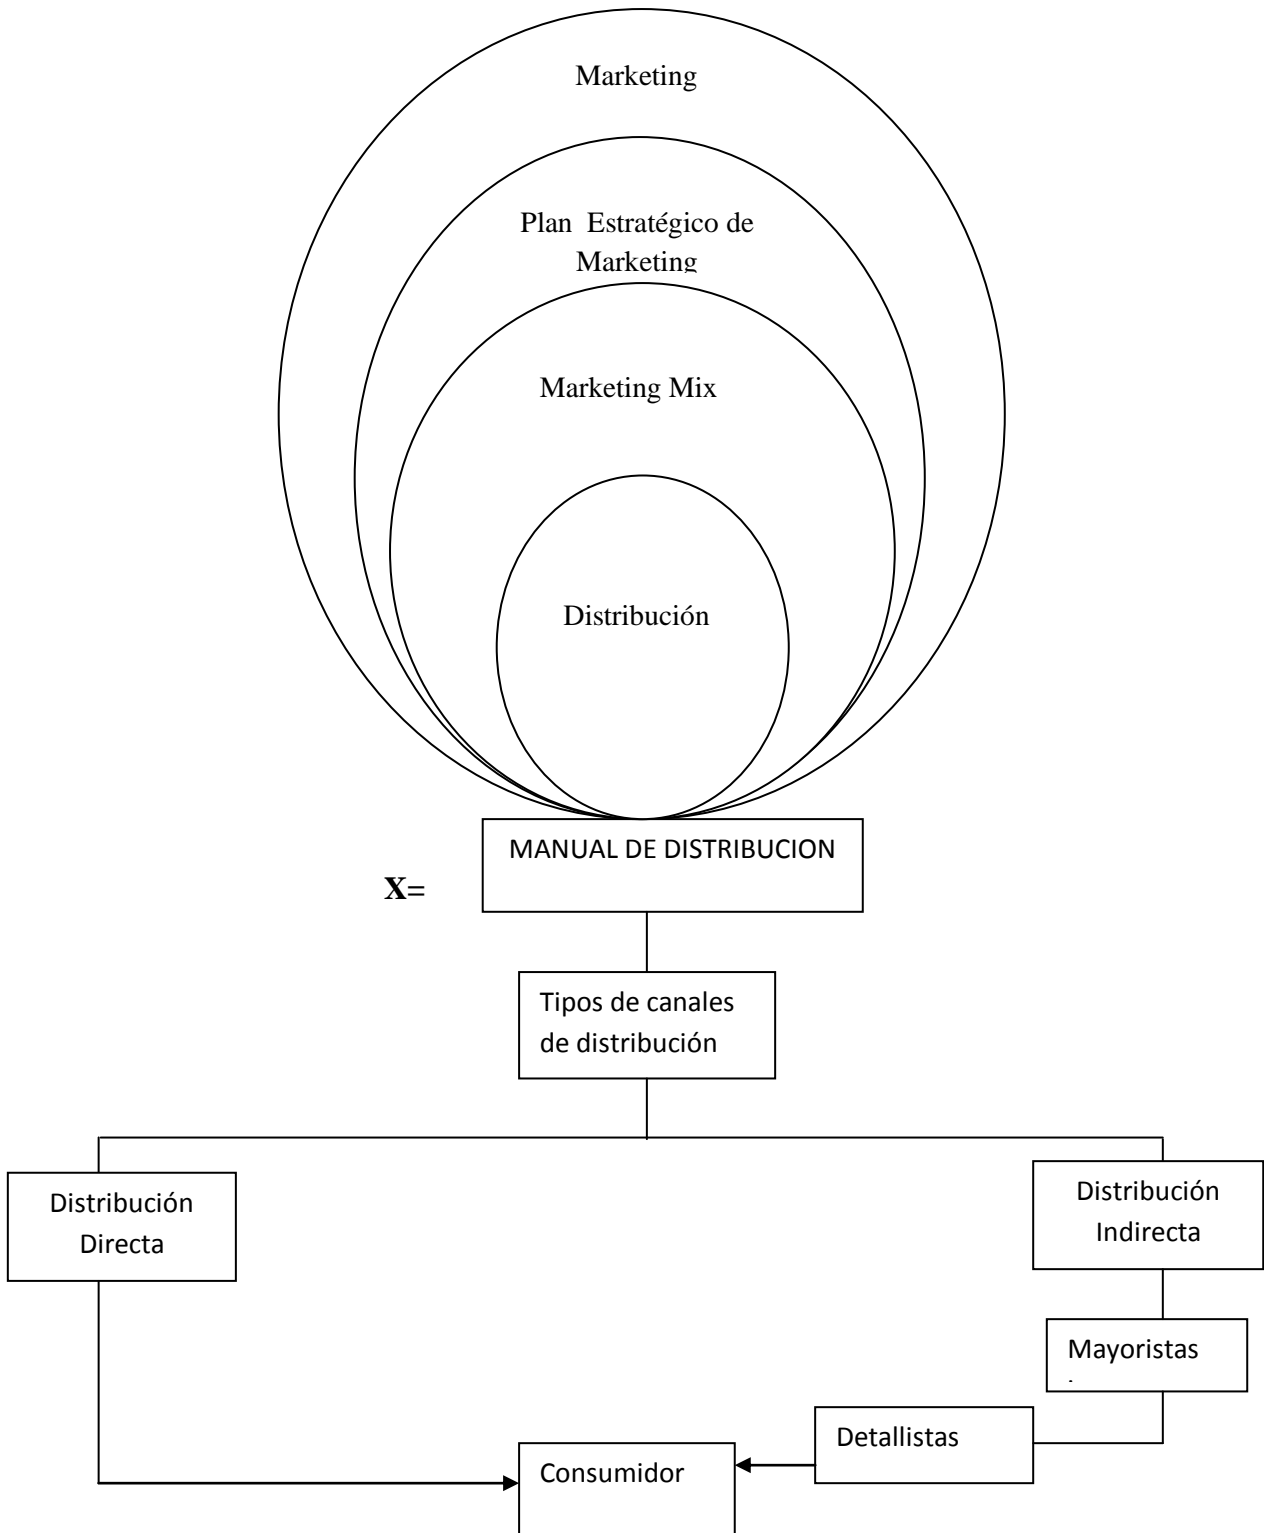 Marketing
Plan Estratégico de
Marketing
Marketing Mix
Distribución
MANUAL DE DISTRIBUCION
X=
Tipos de canales
de distribución
Distribución
Directa
Distribución
Indirecta
Mayoristas
Detallistas
Consumidor